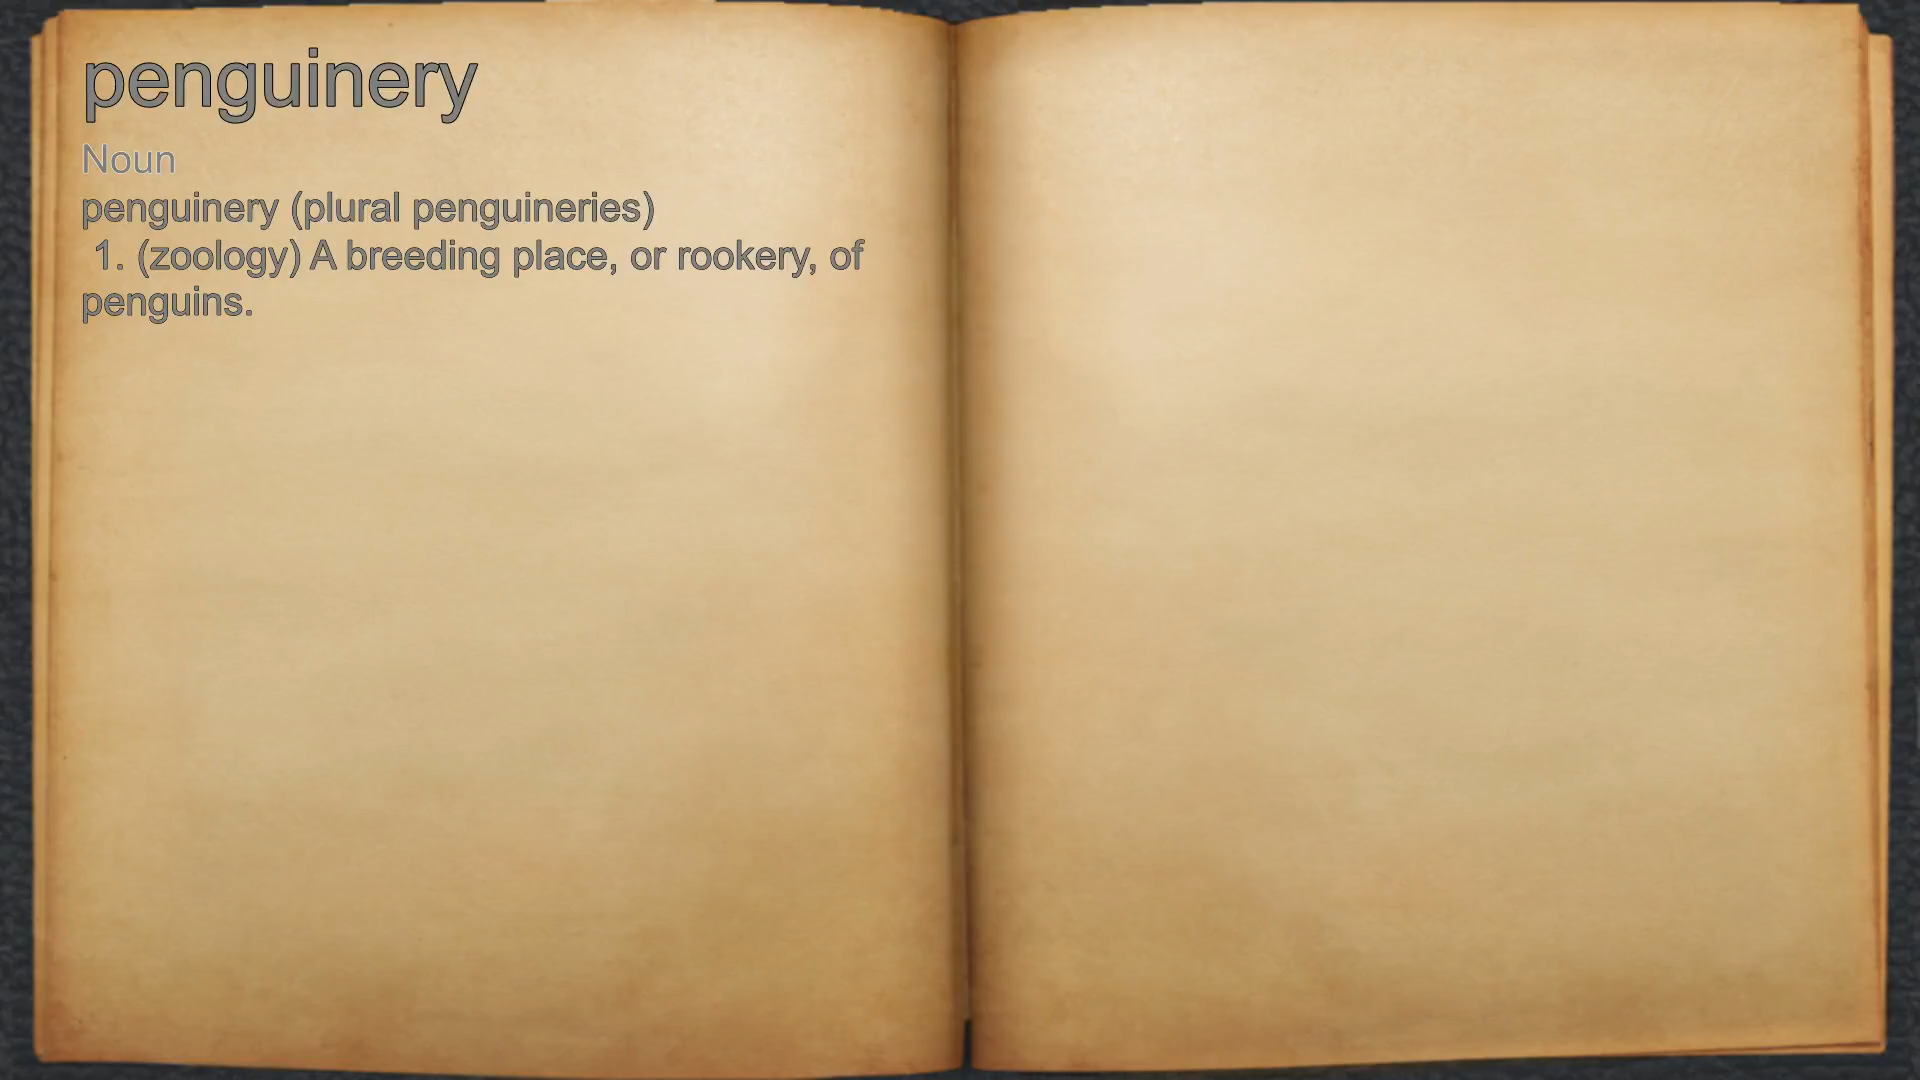 penguinery
Noun
penguinery (plural penguineries)
1. (zoology) A breeding place, or rookery, of
penguins.